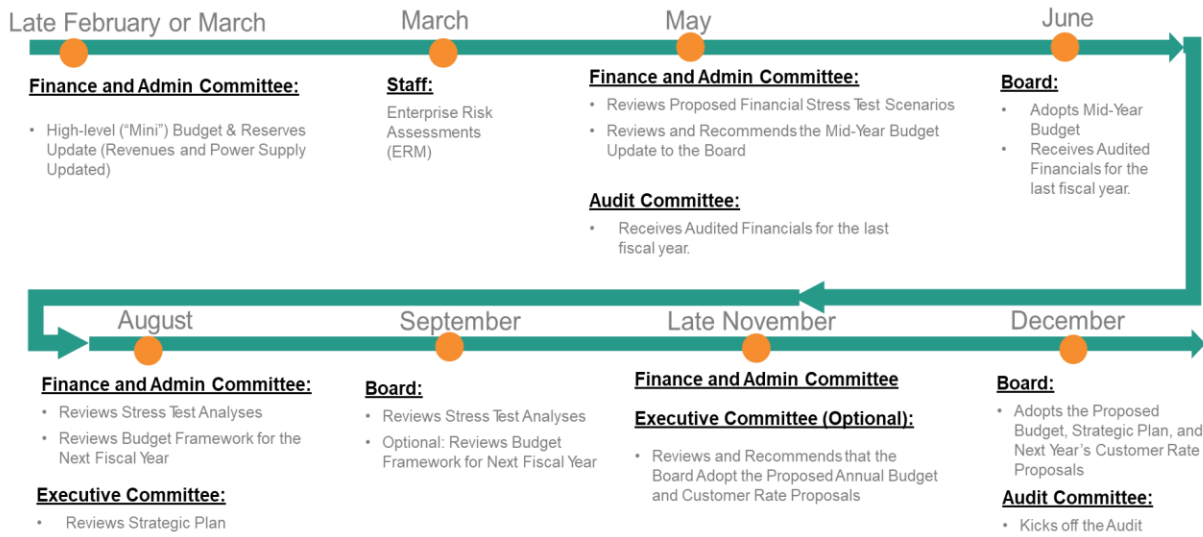 Late February or March
Finance and Admin Committee:
• High-level (“Mini”) Budget & Reserves
Update (Revenues and Power Supply
Updated)
March
Staff:
Enterprise Risk
Assessments
(ERM)
May
Finance and Admin Committee:
• Reviews Proposed Financial Stress Test Scenarios
• Reviews and Recommends the Mid-Year Budget
Update to the Board
Audit Committee:
• Receives Audited Financials for the last
fiscal year.
June
Board:
• Adopts Mid-Year
Budget
• Receives Audited
Financials for the
last fiscal year.
August
Finance and Admin Committee:
• Reviews Stress Test Analyses
• Reviews Budget Framework for the
Next Fiscal Year
Executive Committee:
• Reviews Strategic Plan
September
Board:
• Reviews Stress Test Analyses
• Optional: Reviews Budget
Framework for Next Fiscal Year
Late November
Finance and Admin Committee
Executive Committee (Optional):
• Reviews and Recommends that the
Board Adopt the Proposed Annual Budget
and Customer Rate Proposals
December
Board:
• Adopts the Proposed
Budget, Strategic Plan, and
Next Year’s Customer Rate
Proposals
Audit Committee:
• Kicks off the Audit